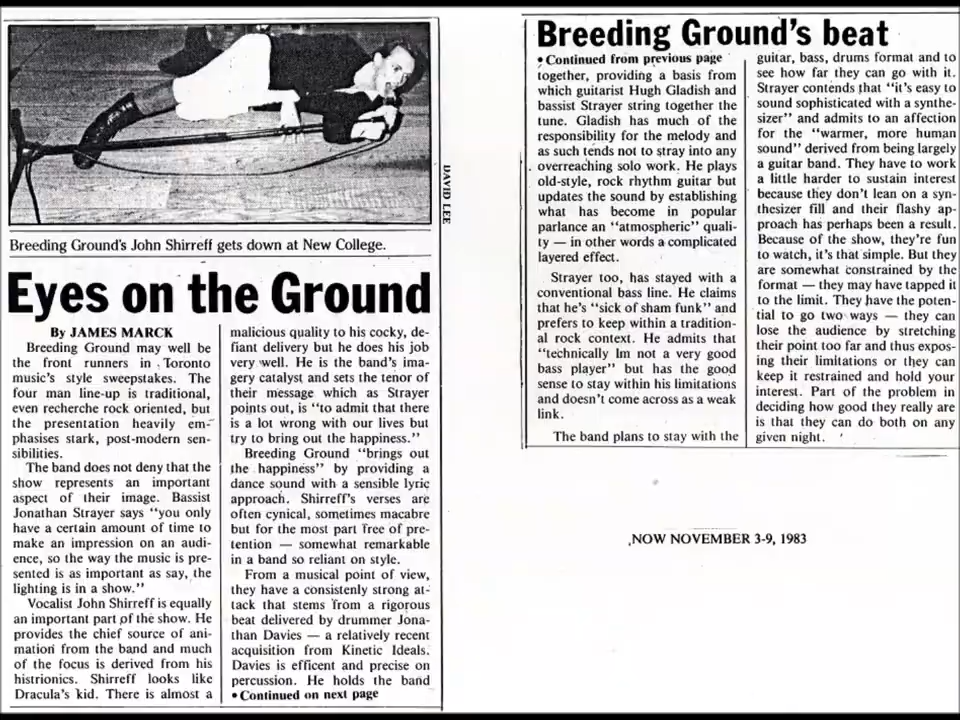 DAVID LEE
Breeding Ground's John Shirreff gets down at New College.
Eyes on the Ground
By JAMES MARCK
Breeding Ground may well be
the front runners in Toronto
music's style sweepstakes. The
four man line-up is traditional,
even recherche rock oriented, but
the presentation heavily em-
phasises stark, post-modern sen-
sibilities.
The band does not deny that the
show represents an important
aspect of their image. Bassist
Jonathan Strayer says "you only
have a certain amount of time to
make an impression on an audi-
ence, so the way the music is pre-
sented is as important as say, the
lighting is in a show."
Vocalist John Shirreff is equally
an important part of the show. He
provides the chief source of ani-
mation from the band and much
of the focus is derived from his
histrionics. Shirreff looks like
Dracula's kid. There is almost a
malicious quality to his cocky, de-
fiant delivery but he does his job
very well. He is the band's ima-
gery catalyst and sets the tenor of
their message which as Strayer
points out, is "to admit that there
is a lot wrong with our lives but
try to bring out the happiness."
Breeding Ground "brings out
the happiness" by providing a
dance sound with a sensible lyric
approach. Shirreff's verses are
often cynical, sometimes macabre
but for the most part free of pre-
tention — somewhat remarkable
in a band so reliant on style.
From a musical point of view,
they have a consistenly strong at-
tack that stems from a rigorous
beat delivered by drummer Jona-
than Davies — a relatively recent
acquisition from Kinetic Ideals.
Davies is efficent and precise on
percussion. He holds the band
• Continued on next page
Breeding Ground's beat
• Continued from previous page
together, providing a basis from
which guitarist Hugh Gladish and
bassist Strayer string together the
tune. Gladish has much of the
responsibility for the melody and
as such tends not to stray into any
overreaching solo work. He plays
old-style, rock rhythm guitar but
updates the sound by establishing
what has become in popular
parlance an "atmospheric" quali-
ty — in other words a complicated
layered effect.
Strayer too, has stayed with a
conventional bass line. He claims
that he's "sick of sham funk" and
prefers to keep within a tradition-
al rock context. He admits that
"technically Im not a very good
bass player" but has the good
sense to stay within his limitations
and doesn't come across as a weak
link.
The band plans to stay with the
guitar, bass, drums format and to
see how far they can go with it.
Strayer contends that "it's easy to
sound sophisticated with a synthe-
sizer" and admits to an affection
for the "warmer, more human
sound" derived from being largely
a guitar band. They have to work
a little harder to sustain interest
because they don't lean on a syn-
thesizer fill and their flashy ap-
proach has perhaps been a result.
Because of the show, they're fun
to watch, it's that simple. But they
are somewhat constrained by the
format — they may have tapped it
to the limit. They have the poten-
tial to go two ways — they can
lose the audience by stretching
their point too far and thus expos-
ing their limitations or they can
keep it restrained and hold your
interest. Part of the problem in
deciding how good they really are
is that they can do both on any
given night.
NOW NOVEMBER 3-9, 1983